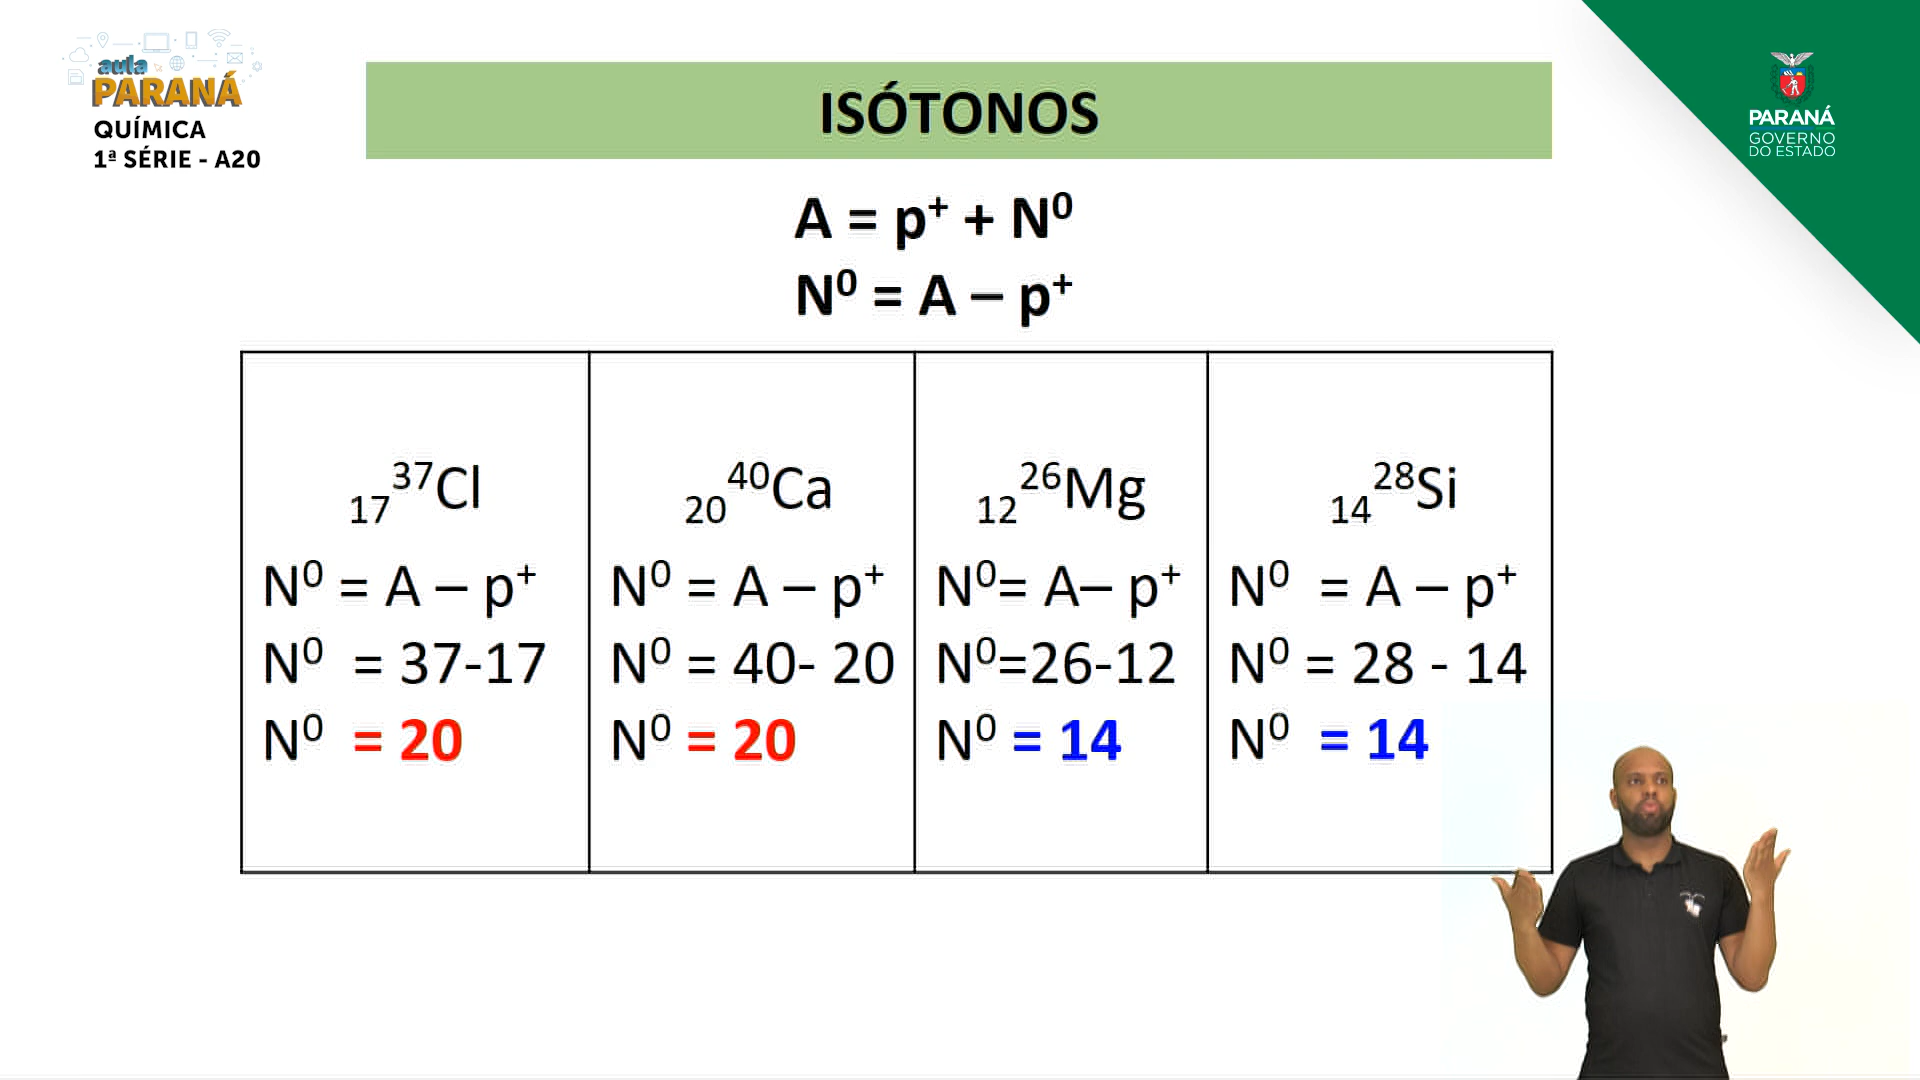 aula
PARANÁ
QUÍMICA
1ª SÉRIE - A20
ISÓTONOS
PARANÁ
GOVERNO
DO ESTADO
A = p⁺ + N⁰
N⁰ = A – p⁺
₁₇³⁷Cl
N⁰ = A – p⁺
N⁰ = 37-17
N⁰ = 20
₂₀⁴⁰Ca
N⁰ = A – p⁺
N⁰ = 40- 20
N⁰ = 20
₁₂²⁶Mg
N⁰= A– p⁺
N⁰=26-12
N⁰ = 14
₁₄²⁸Si
N⁰ = A – p⁺
N⁰ = 28 - 14
N⁰ = 14